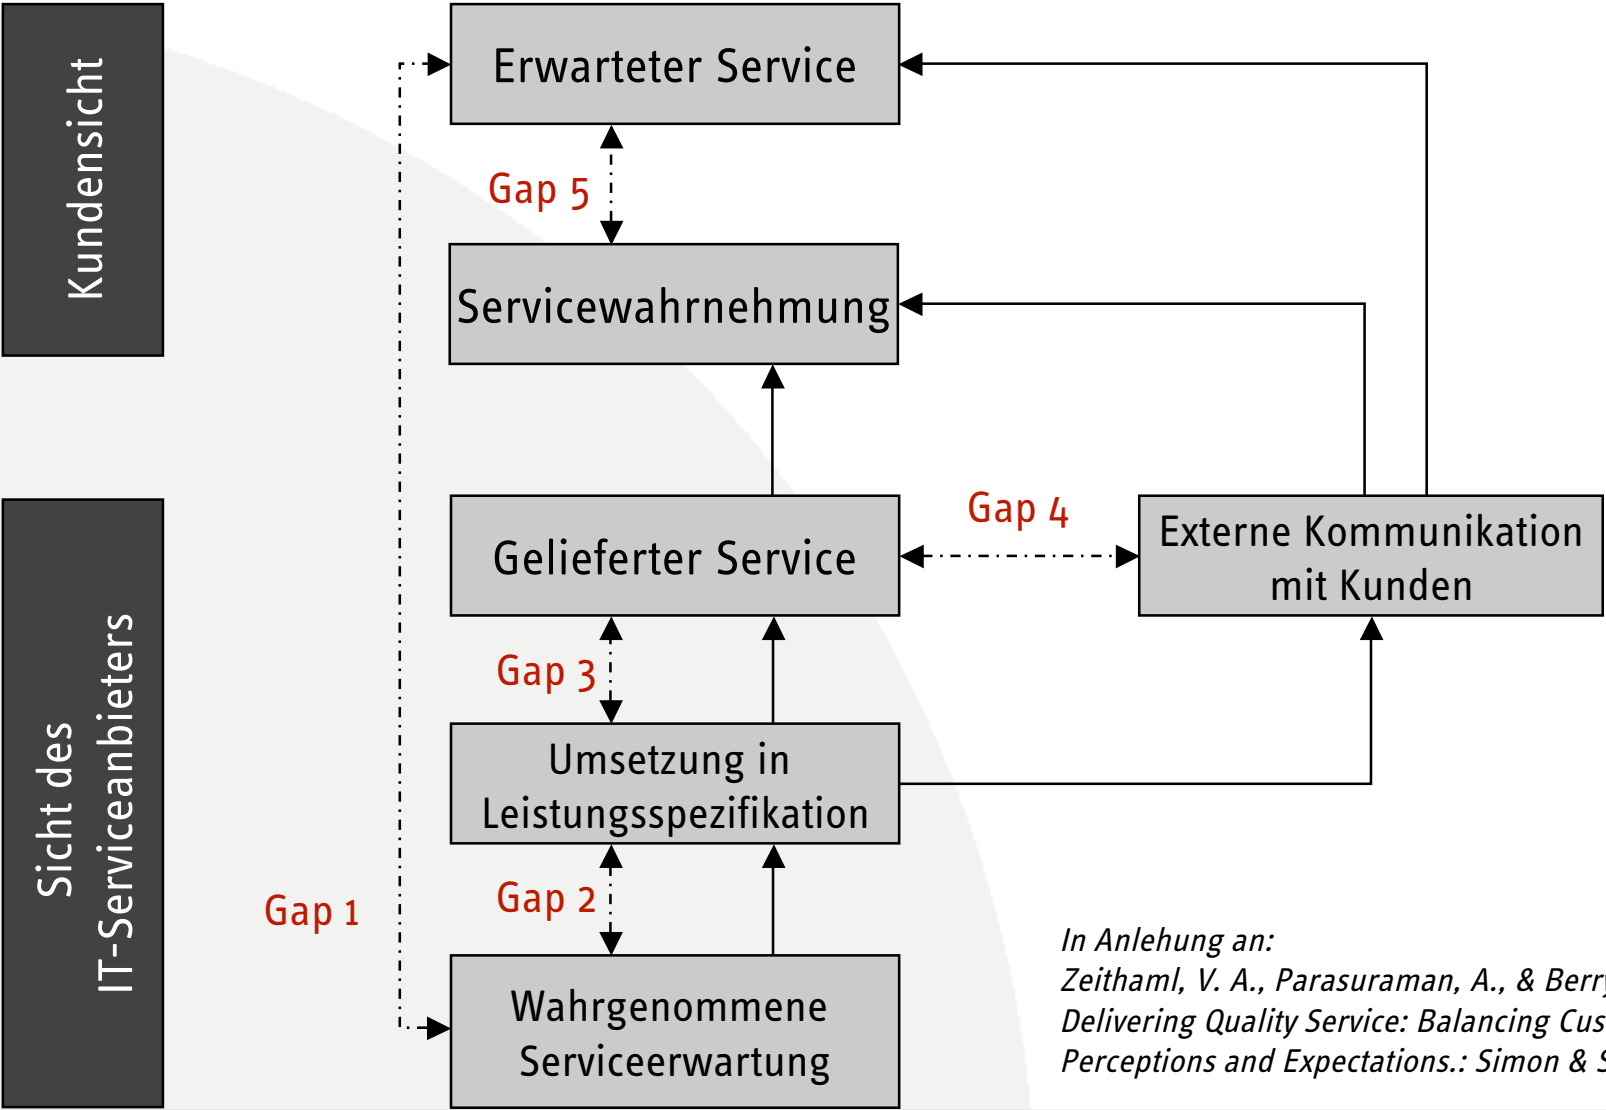 Kundensicht
Erwarteter Service
Gap 5
Servicewahrnehmung
Sicht des
IT-Serviceanbieters
Gelieferter Service
Gap 4
Externe Kommunikation
mit Kunden
Gap 3
Umsetzung in
Leistungsspezifikation
Gap 1
Gap 2
Wahrgenommene
Serviceerwartung
In Anlehung an:
Zeithaml, V. A., Parasuraman, A., & Berry
Delivering Quality Service: Balancing Cus
Perceptions and Expectations.: Simon & S